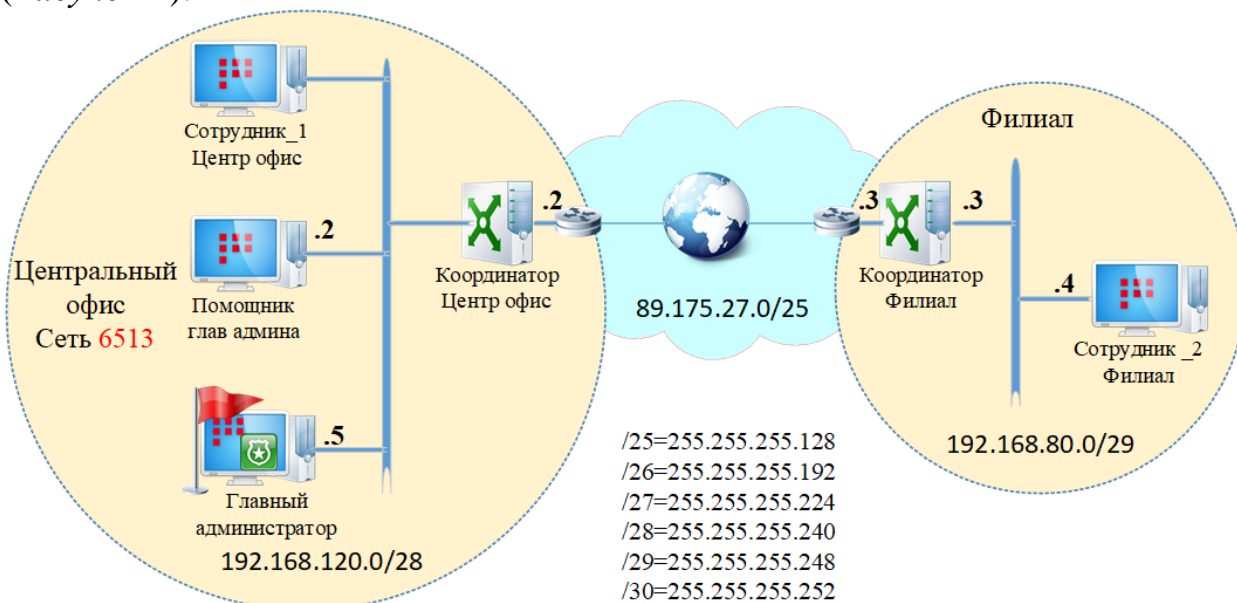 Сотрудник_1
Центр офис
.2
Помощник
глав админа
Центральный
офис
Сеть 6513
.5
Главный
администратор
192.168.120.0/28
.2
Координатор
Центр офис
89.175.27.0/25
/25=255.255.255.128
/26=255.255.255.192
/27=255.255.255.224
/28=255.255.255.240
/29=255.255.255.248
/30=255.255.255.252
Филиал
.3
.3
Координатор
Филиал
.4
Сотрудник _2
Филиал
192.168.80.0/29